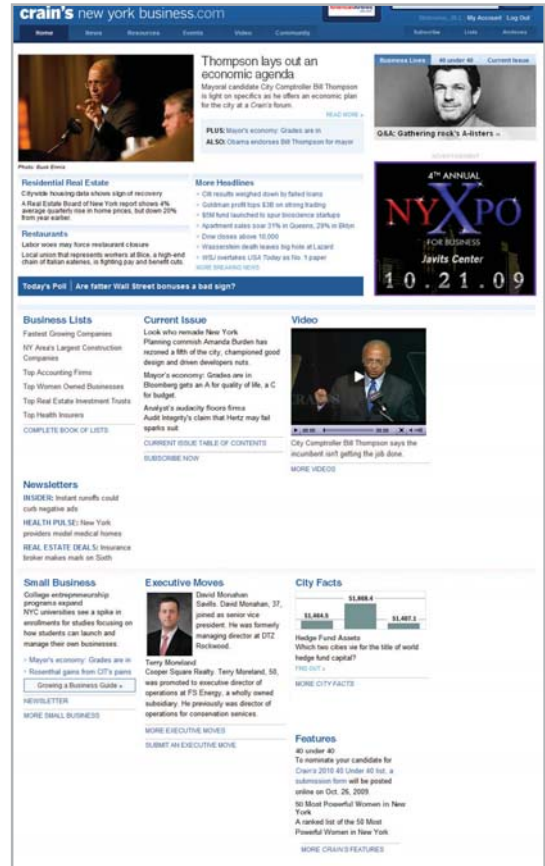 crain's new york business.com
My Account Log Out
Home News Resources Events Video Community
Subscribe Lists Archives
Thompson lays out an
economic agenda
Mayoral candidate City Comptroller Bill Thompson
is light on specifics as he offers an economic plan
for the city at a Crain's forum.
READ MORE »
PLUS: Mayor's economy: Grades are in
ALSO: Obama endorses Bill Thompson for mayor
Photo: Buck Ennis
Business Lives 40 under 40 Current Issue
Q&A: Gathering rock's A-listers »
ADVERTISEMENT
4TH ANNUAL
NYXPO
FOR BUSINESS
Javits Center
10.21.09
Residential Real Estate
Citywide housing data shows sign of recovery
A Real Estate Board of New York report shows 4%
average quarterly rise in home prices, but down 20%
from year earlier.
Restaurants
Labor woes may force restaurant closure
Local union that represents workers at Bice, a high-end
chain of Italian eateries, is fighting pay and benefit cuts.
More Headlines
Citi results weighed down by failed loans
Goldman profit tops $3B on strong trading
fund launched to spur bioscience startups
Apartment sales soar 31% in Queens, 29% in Bklyn
Dow closes above 10,000
Wasserstein death leaves big hole at Lazard
WSJ overtakes USA Today as No. 1 paper
MORE BREAKING NEWS
Today's Poll | Are fatter Wall Street bonuses a bad sign?
Business Lists
Fastest Growing Companies
NY Area's Largest Construction
Companies
Top Accounting Firms
Top Women Owned Businesses
Top Real Estate Investment Trusts
Top Health Insurers
COMPLETE BOOK OF LISTS
Current Issue
Look who remade New York
Planning commish Amanda Burden has
rezoned a fifth of the city, championed good
design and driven developers nuts.
Mayor's economy: Grades are in
Bloomberg gets an A for quality of life, a C
for budget.
Analyst's audacity floors firms
Audit Integrity's claim that Hertz may fail
sparks suit
CURRENT ISSUE TABLE OF CONTENTS
SUBSCRIBE NOW
Video
City Comptroller Bill Thompson says the
incumbent isn't getting the job done.
MORE VIDEOS
Newsletters
INSIDER: Instant runoffs could
curb negative ads
HEALTH PULSE: New York
providers model medical homes
REAL ESTATE DEALS: Insurance
broker makes mark on Sixth
Small Business
College entrepreneurship
programs expand
NYC universities see a spike in
enrollments for studies focusing on
how students can launch and
manage their own businesses.
Mayor's economy: Grades are in
Rosenthal gains from CIT's pains
Growing a Business Guide »
NEWSLETTER
MORE SMALL BUSINESS
Executive Moves
David Monahan
Savills. David Monahan, 37,
joined as senior vice
president. He was formerly
managing director at DTZ
Rockwood.
Terry Moreland
Cooper Square Realty. Terry Moreland, 50,
was promoted to executive director of
operations at FS Energy, a wholly owned
subsidiary. He previously was director of
operations for conservation services.
MORE EXECUTIVE MOVES
SUBMIT AN EXECUTIVE MOVE
City Facts
Hedge Fund Assets
Which two cities vie for the title of world
hedge fund capital?
FIND OUT »
MORE CITY FACTS
Features
40 under 40
To nominate your candidate for
Crain's 2010 40 Under 40 list, a
submission form will be posted
online on Oct. 26, 2009.
50 Most Powerful Women in New
York
A ranked list of the 50 Most
Powerful Women in New York
MORE CRAIN'S FEATURES